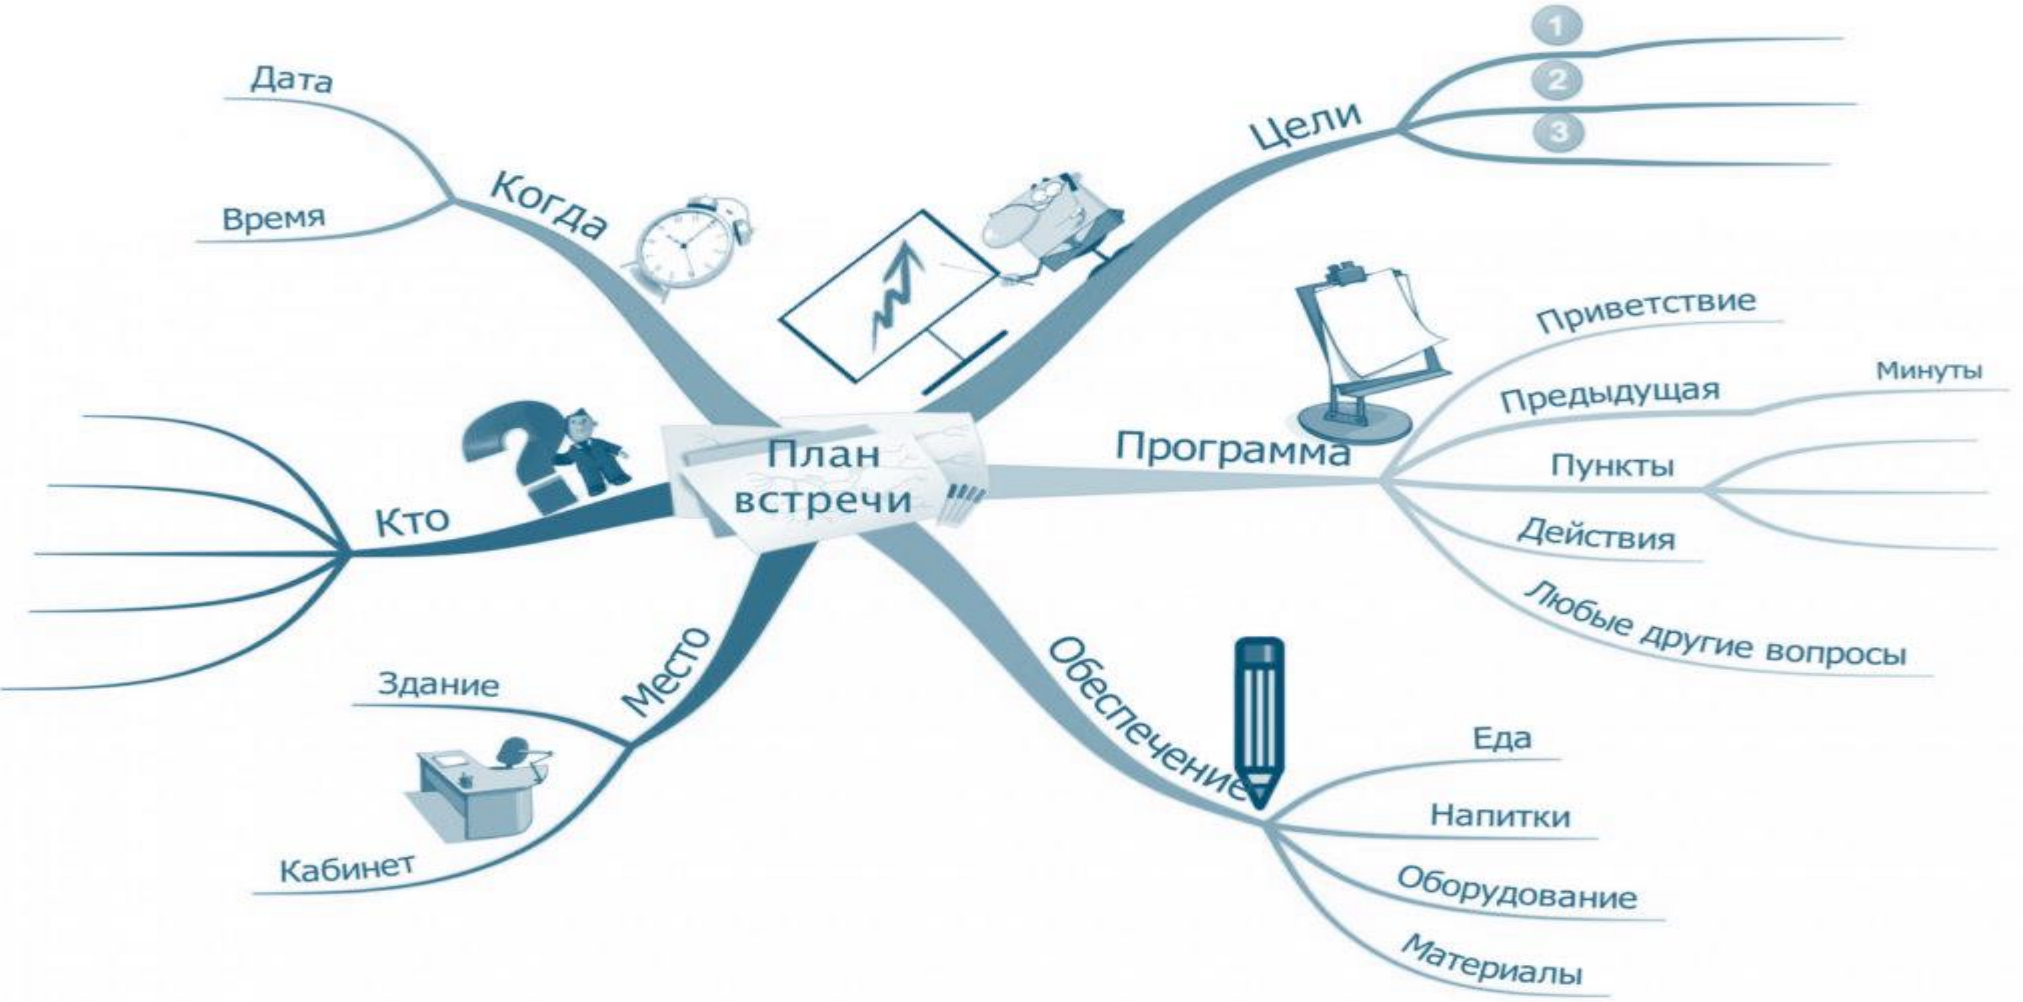 План
встречи
Цели
1
2
3
Программа
Приветствие
Предыдущая
Минуты
Пункты
Действия
Любые другие вопросы
Обеспечение
Еда
Напитки
Оборудование
Материалы
Место
Здание
Кабинет
Кто
Когда
Дата
Время